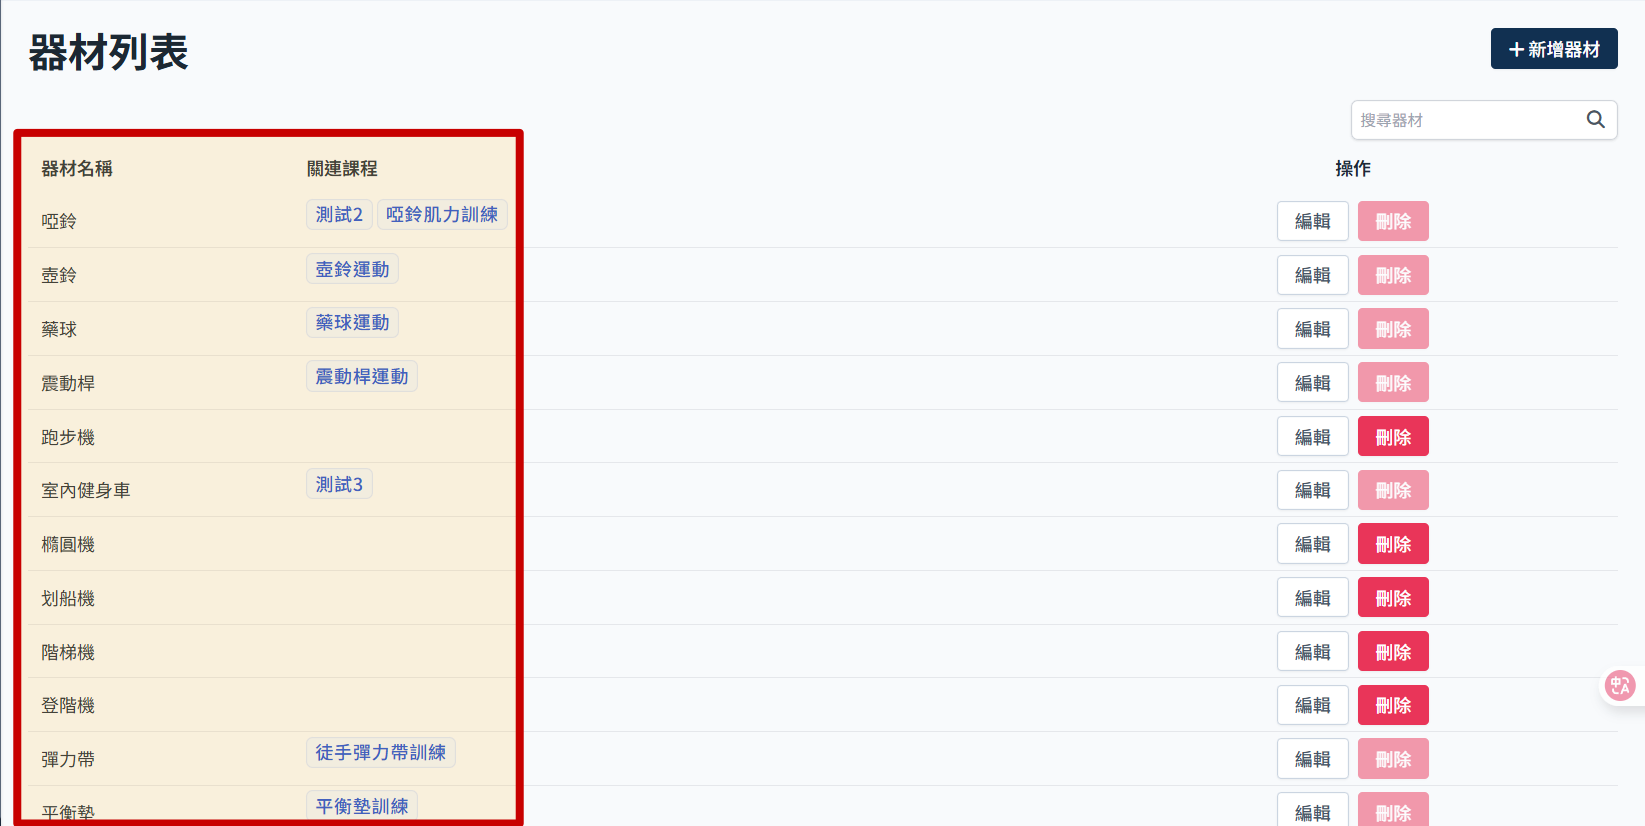 器材列表
新增器材
搜尋器材
器材名稱 關連課程 操作
啞鈴 測試2 啞鈴肌力訓練 編輯 刪除
壺鈴 壺鈴運動 編輯 刪除
藥球 藥球運動 編輯 刪除
震動桿 震動桿運動 編輯 刪除
跑步機 編輯 刪除
室內健身車 測試3 編輯 刪除
橢圓機 編輯 刪除
划船機 編輯 刪除
階梯機 編輯 刪除
登階機 編輯 刪除
彈力帶 徒手彈力帶訓練 編輯 刪除
平衡墊 平衡墊訓練 編輯 刪除